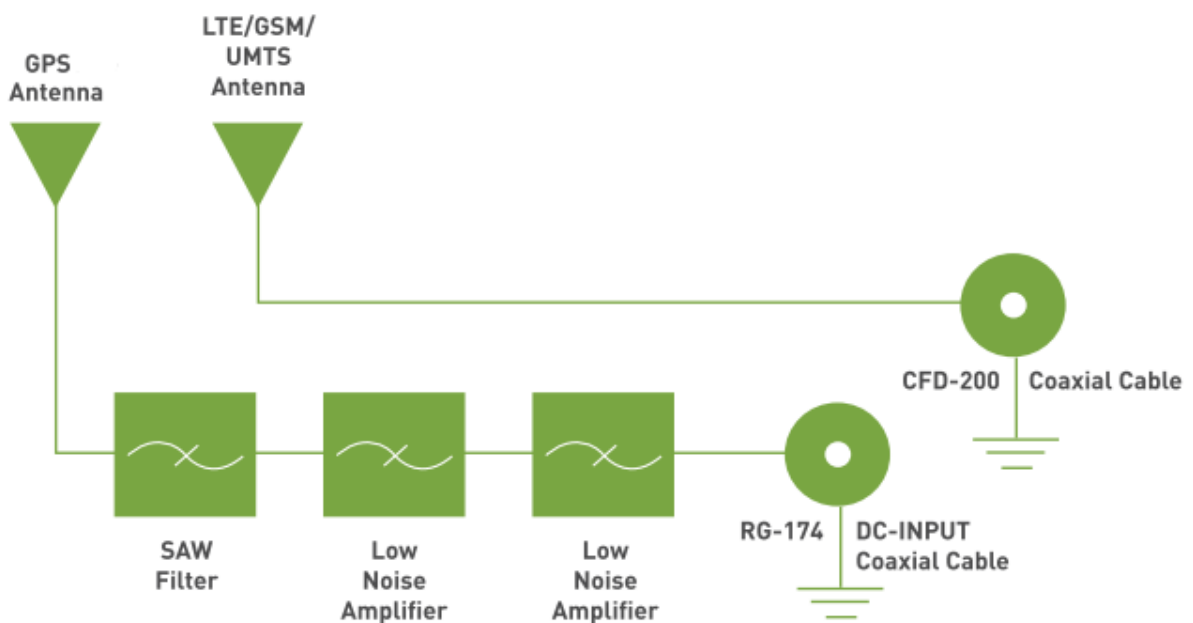 GPS
Antenna
LTE/GSM/
UMTS
Antenna
CFD-200
Coaxial Cable
SAW
Filter
Low
Noise
Amplifier
Low
Noise
Amplifier
RG-174
DC-INPUT
Coaxial Cable